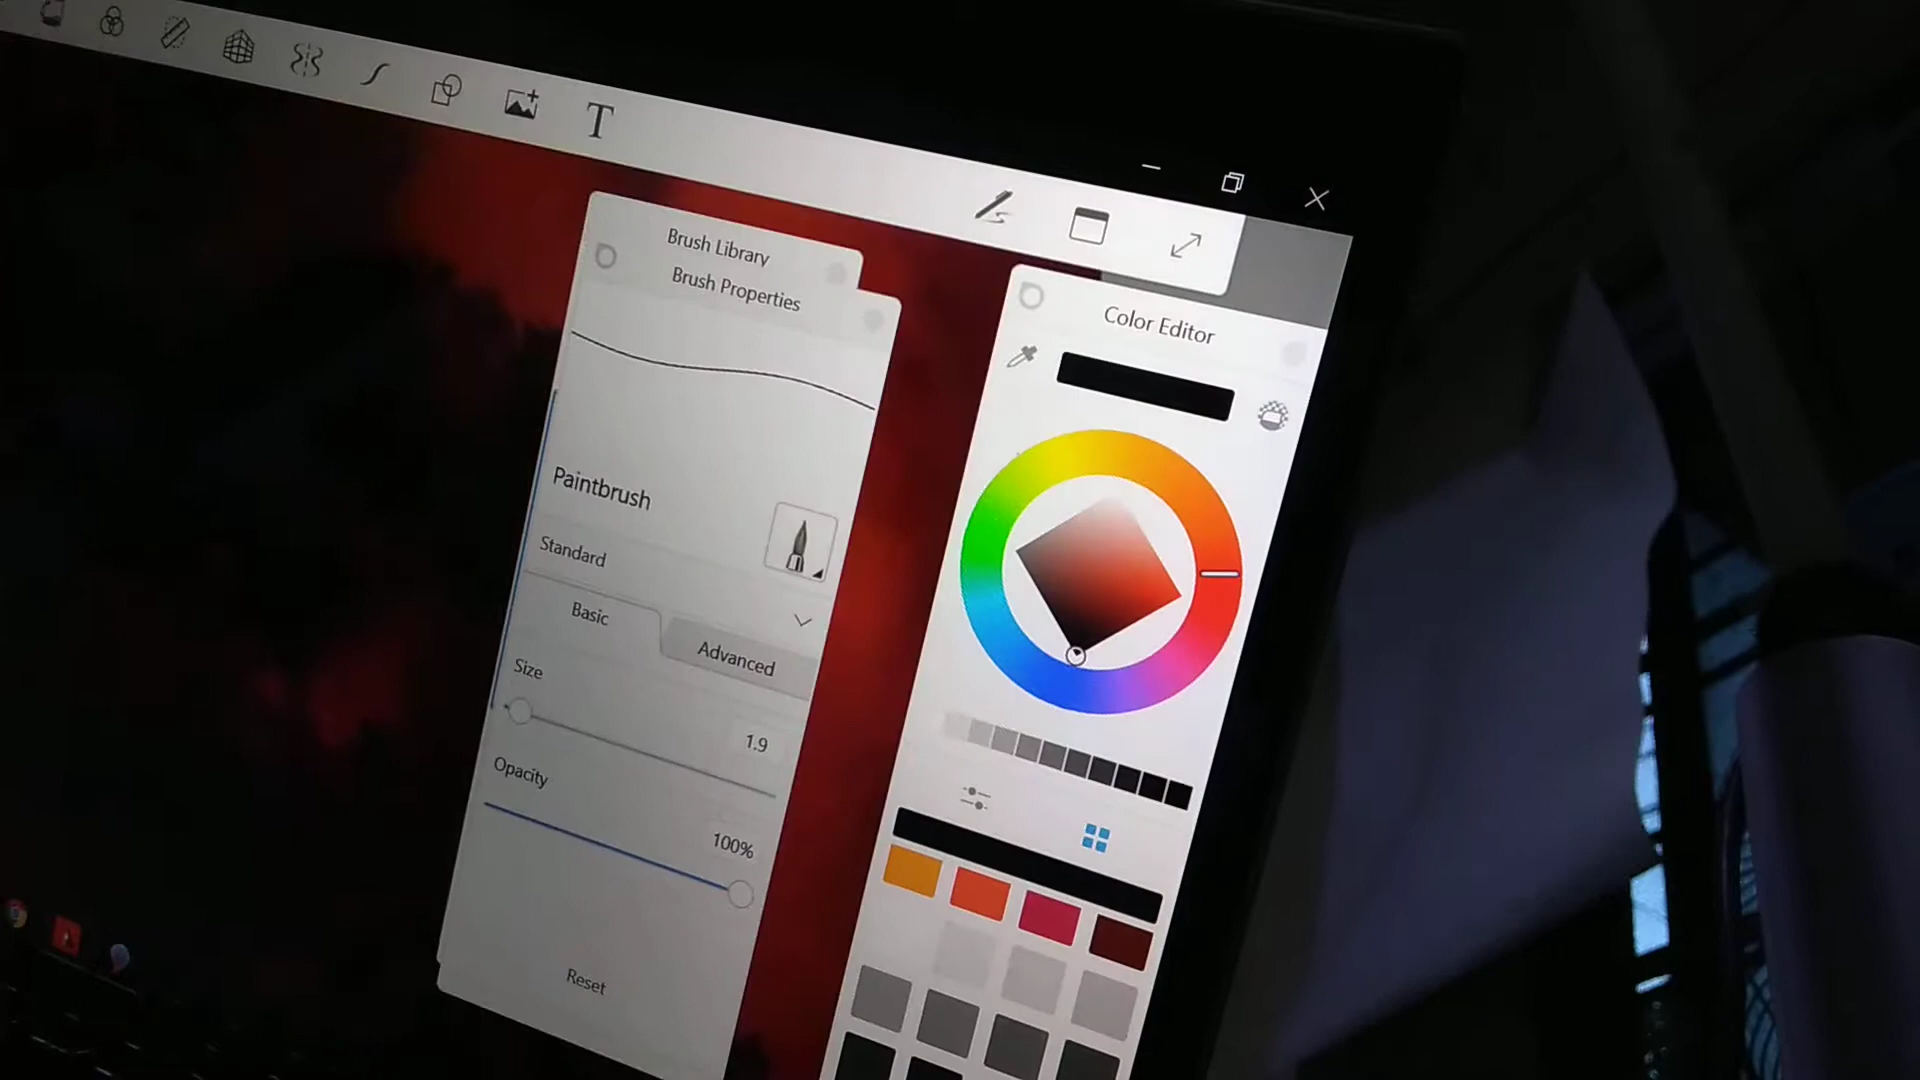 T
Brush Library
Brush Properties
Color Editor
Paintbrush
Standard
Basic
Advanced
Size
1.9
Opacity
100%
Reset